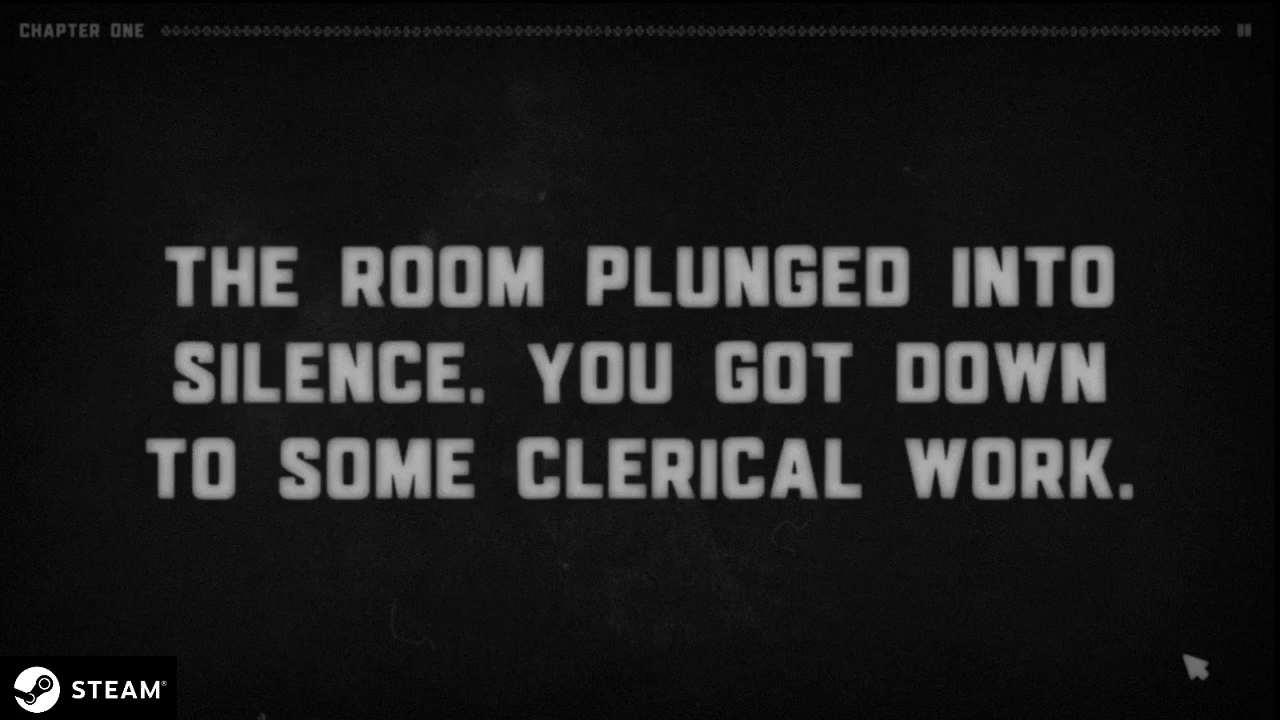 CHAPTER ONE
THE ROOM PLUNGED INTO
SILENCE. YOU GOT DOWN
TO SOME CLERICAL WORK.
STEAM®